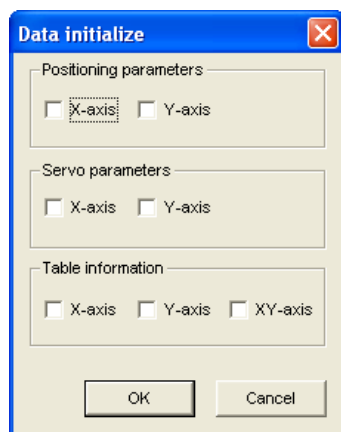 Data initialize
Positioning parameters
X-axis Y-axis
Servo parameters
X-axis Y-axis
Table information
X-axis Y-axis XY-axis
OK Cancel